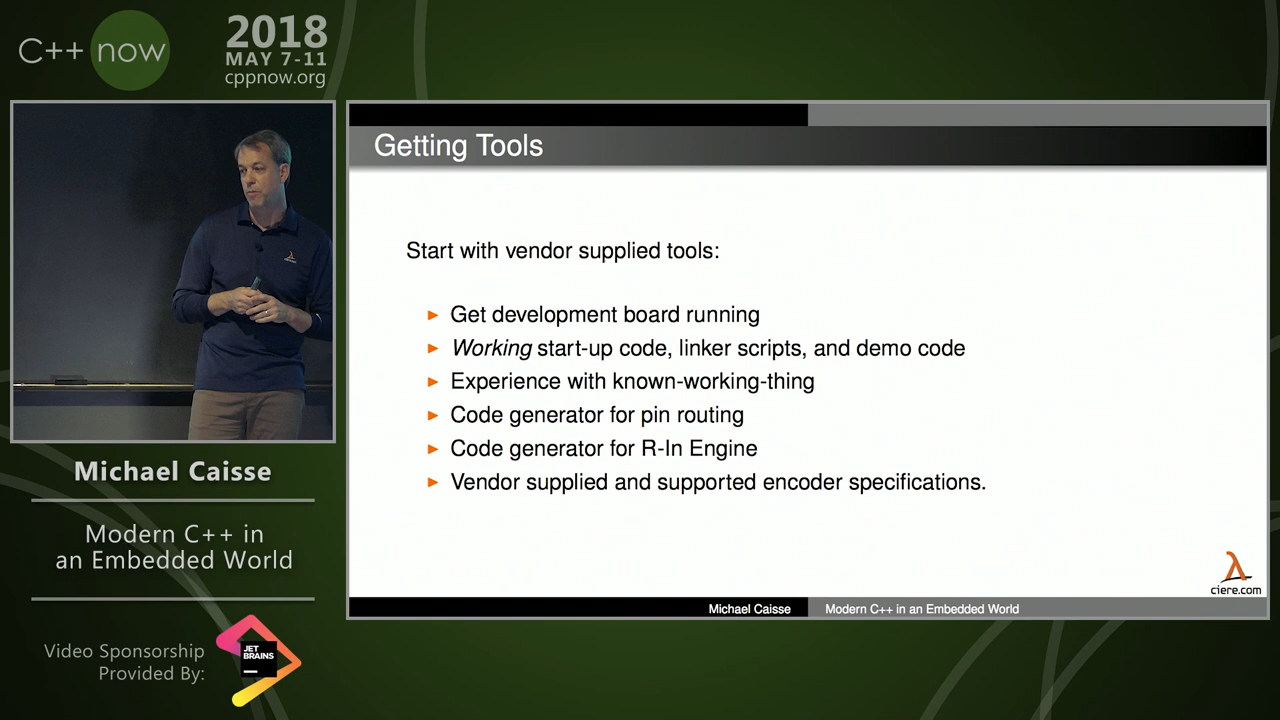 C++ now
2018
MAY 7-11
cppnow.org
Getting Tools
Start with vendor supplied tools:
Get development board running
Working start-up code, linker scripts, and demo code
Experience with known-working-thing
Code generator for pin routing
Code generator for R-In Engine
Vendor supplied and supported encoder specifications.
ciere.com
Michael Caisse Modern C++ in an Embedded World
Michael Caisse
Modern C++ in
an Embedded World
Video Sponsorship
Provided By:
JET
BRAINS